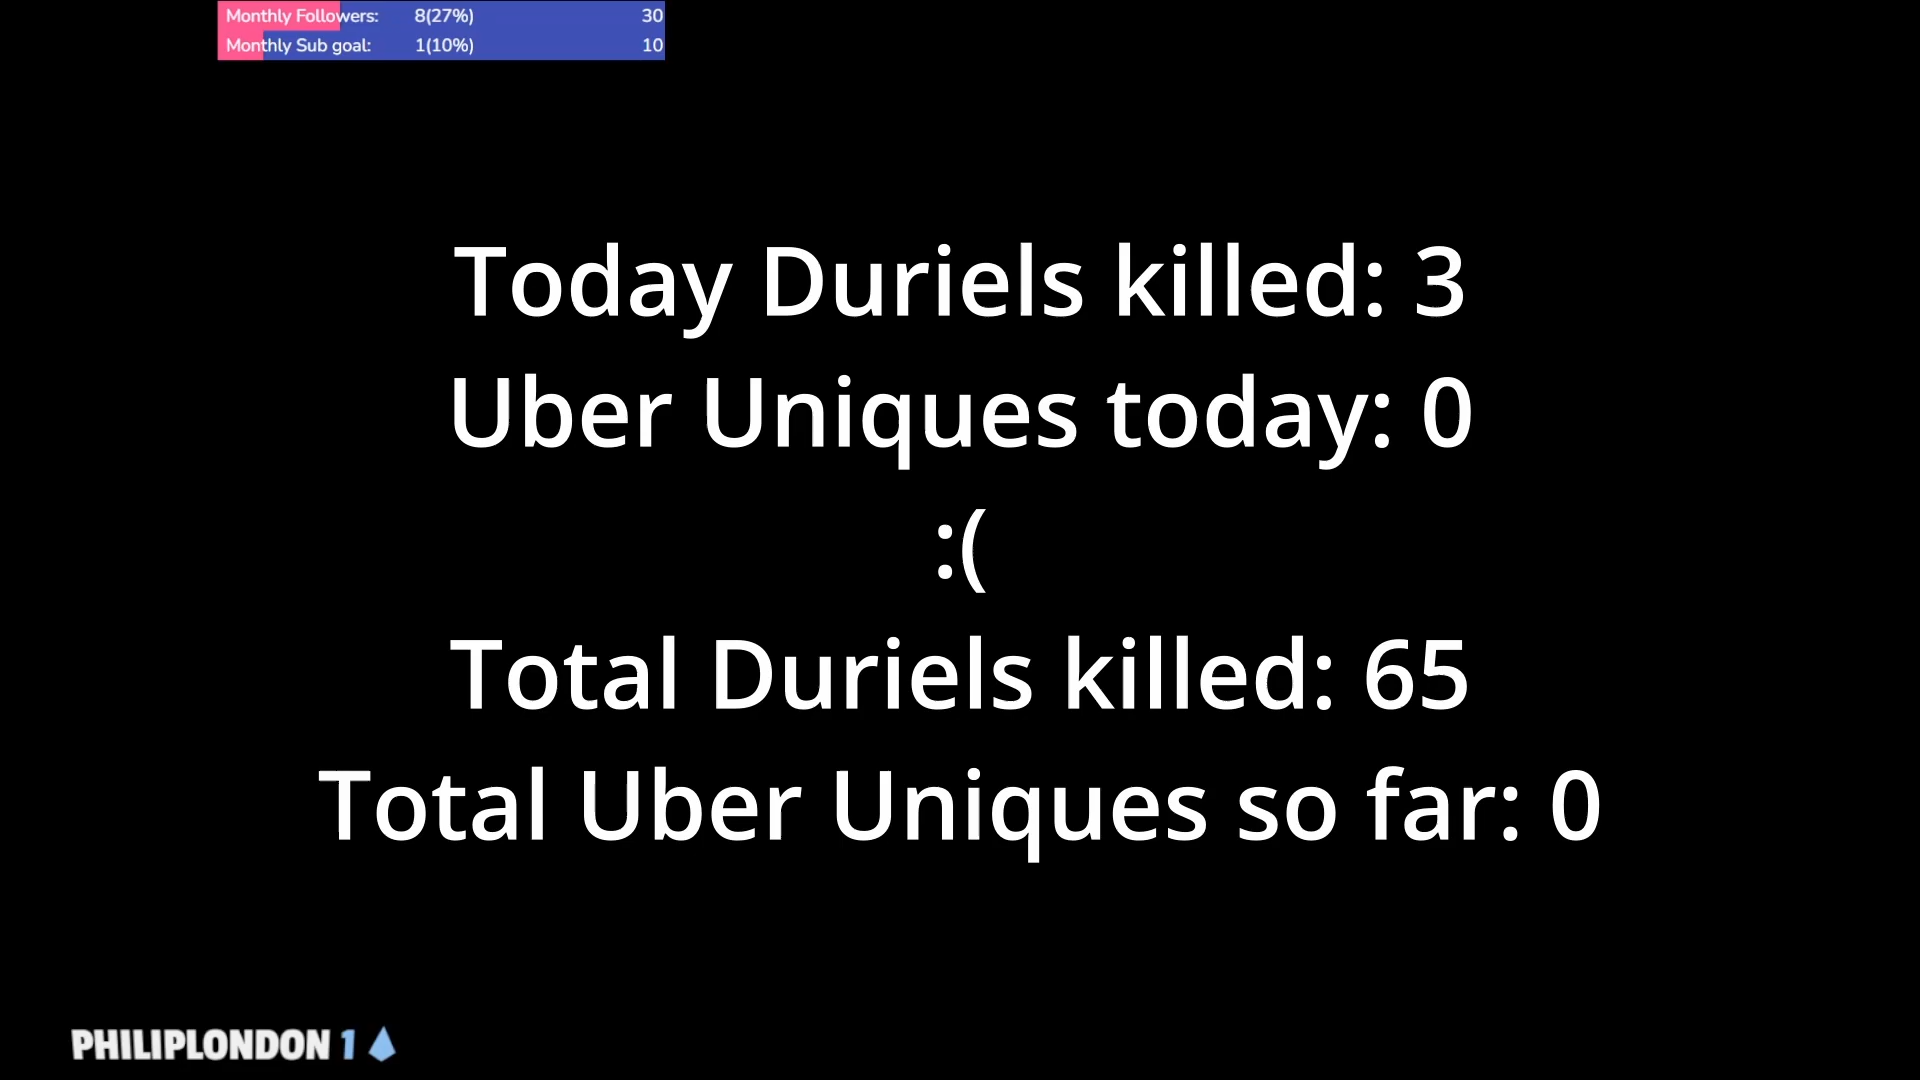 Monthly Followers: 8(27%) 30
Monthly Sub goal: 1(10%) 10
Today Duriels killed: 3
Uber Uniques today: 0
:(
Total Duriels killed: 65
Total Uber Uniques so far: 0
PHILIPLONDON 1